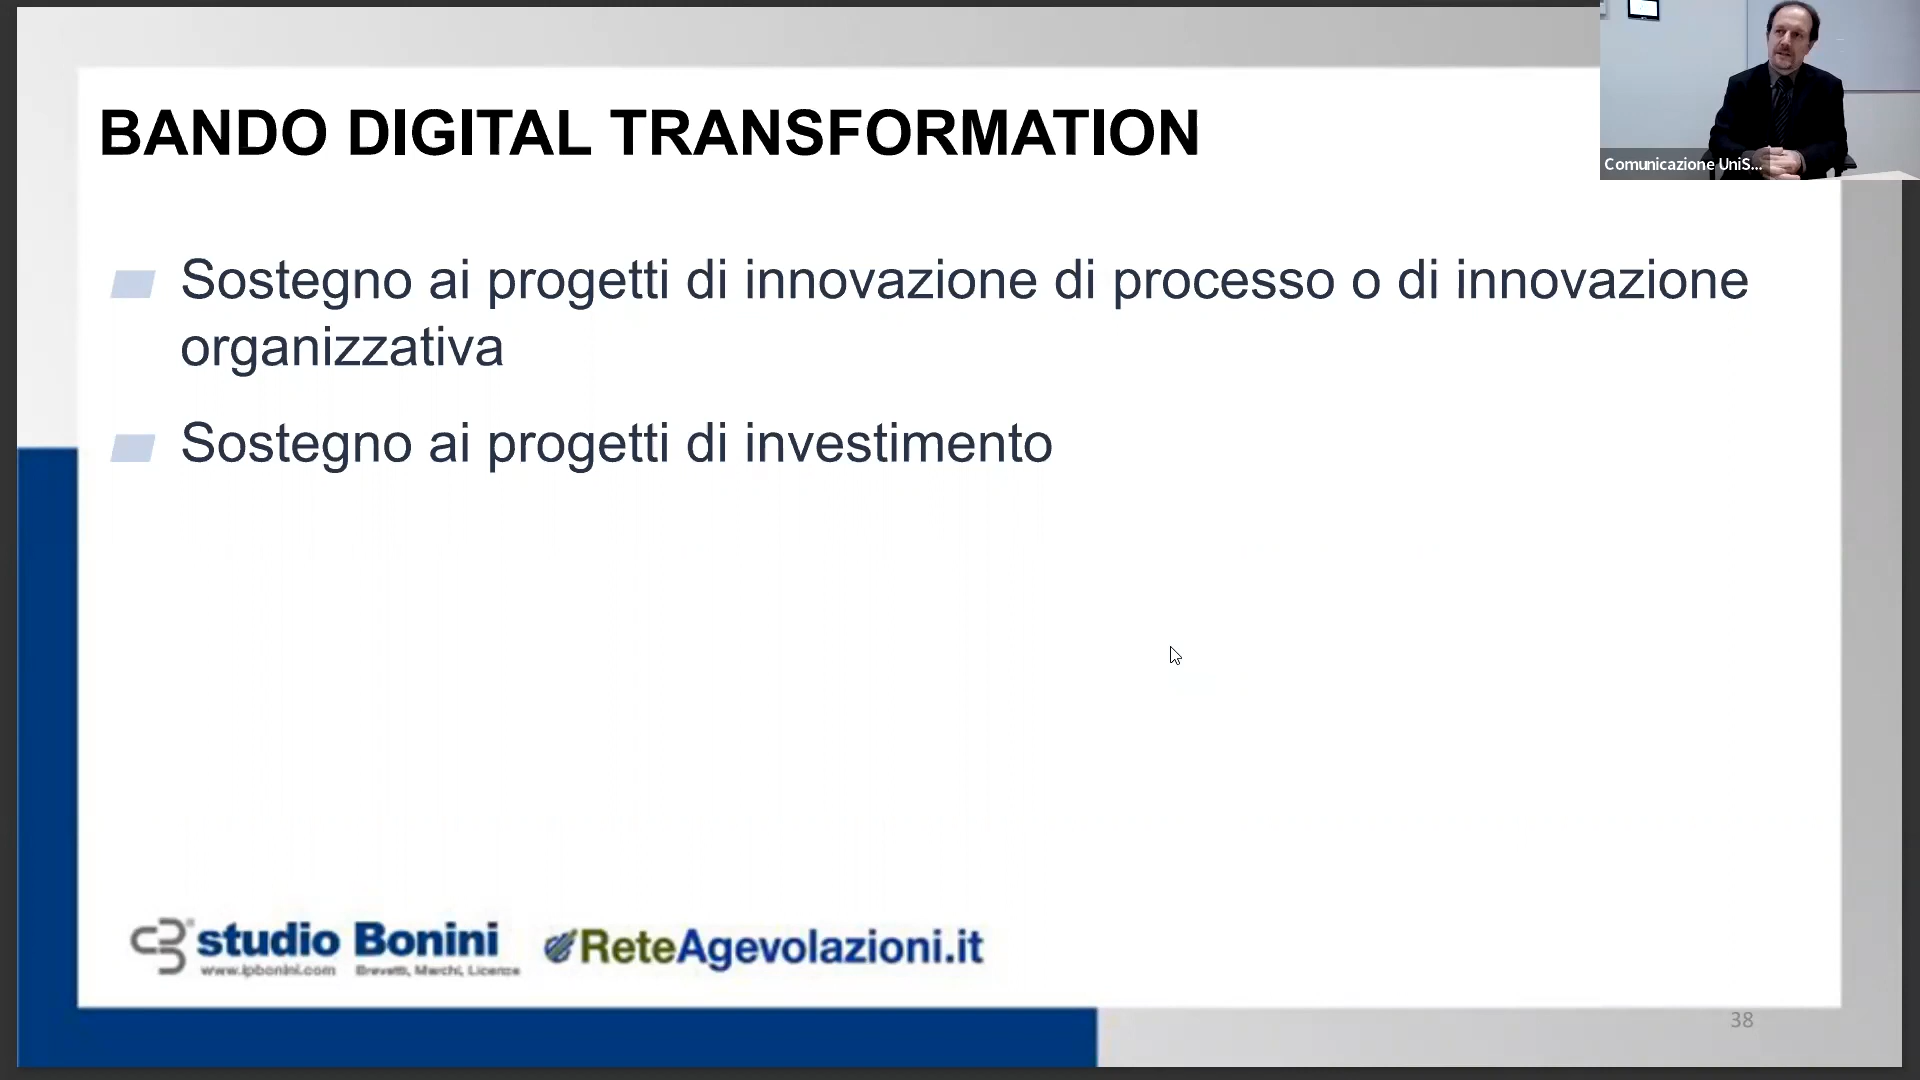 BANDO DIGITAL TRANSFORMATION
Comunicazione UniS...
Sostegno ai progetti di innovazione di processo o di innovazione
organizzativa
Sostegno ai progetti di investimento
studio Bonini
www.ipbonini.com Brevetti, Marchi, Licenze
ReteAgevolazioni.it
38